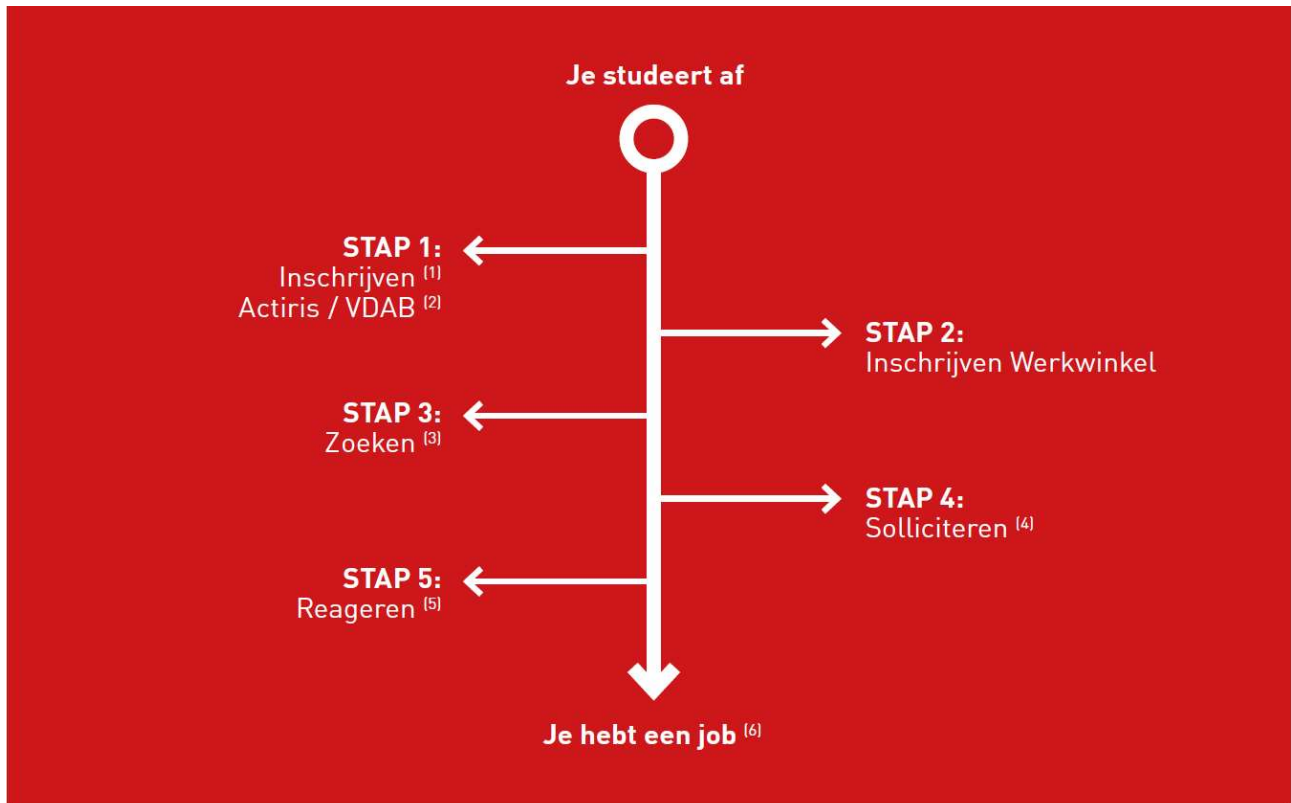 Je studeert af
STAP 1:
Inschrijven (1)
Actiris / VDAB (2)
STAP 2:
Inschrijven Werkwinkel
STAP 3:
Zoeken (3)
STAP 4:
Solliciteren (4)
STAP 5:
Reageren (5)
Je hebt een job (6)